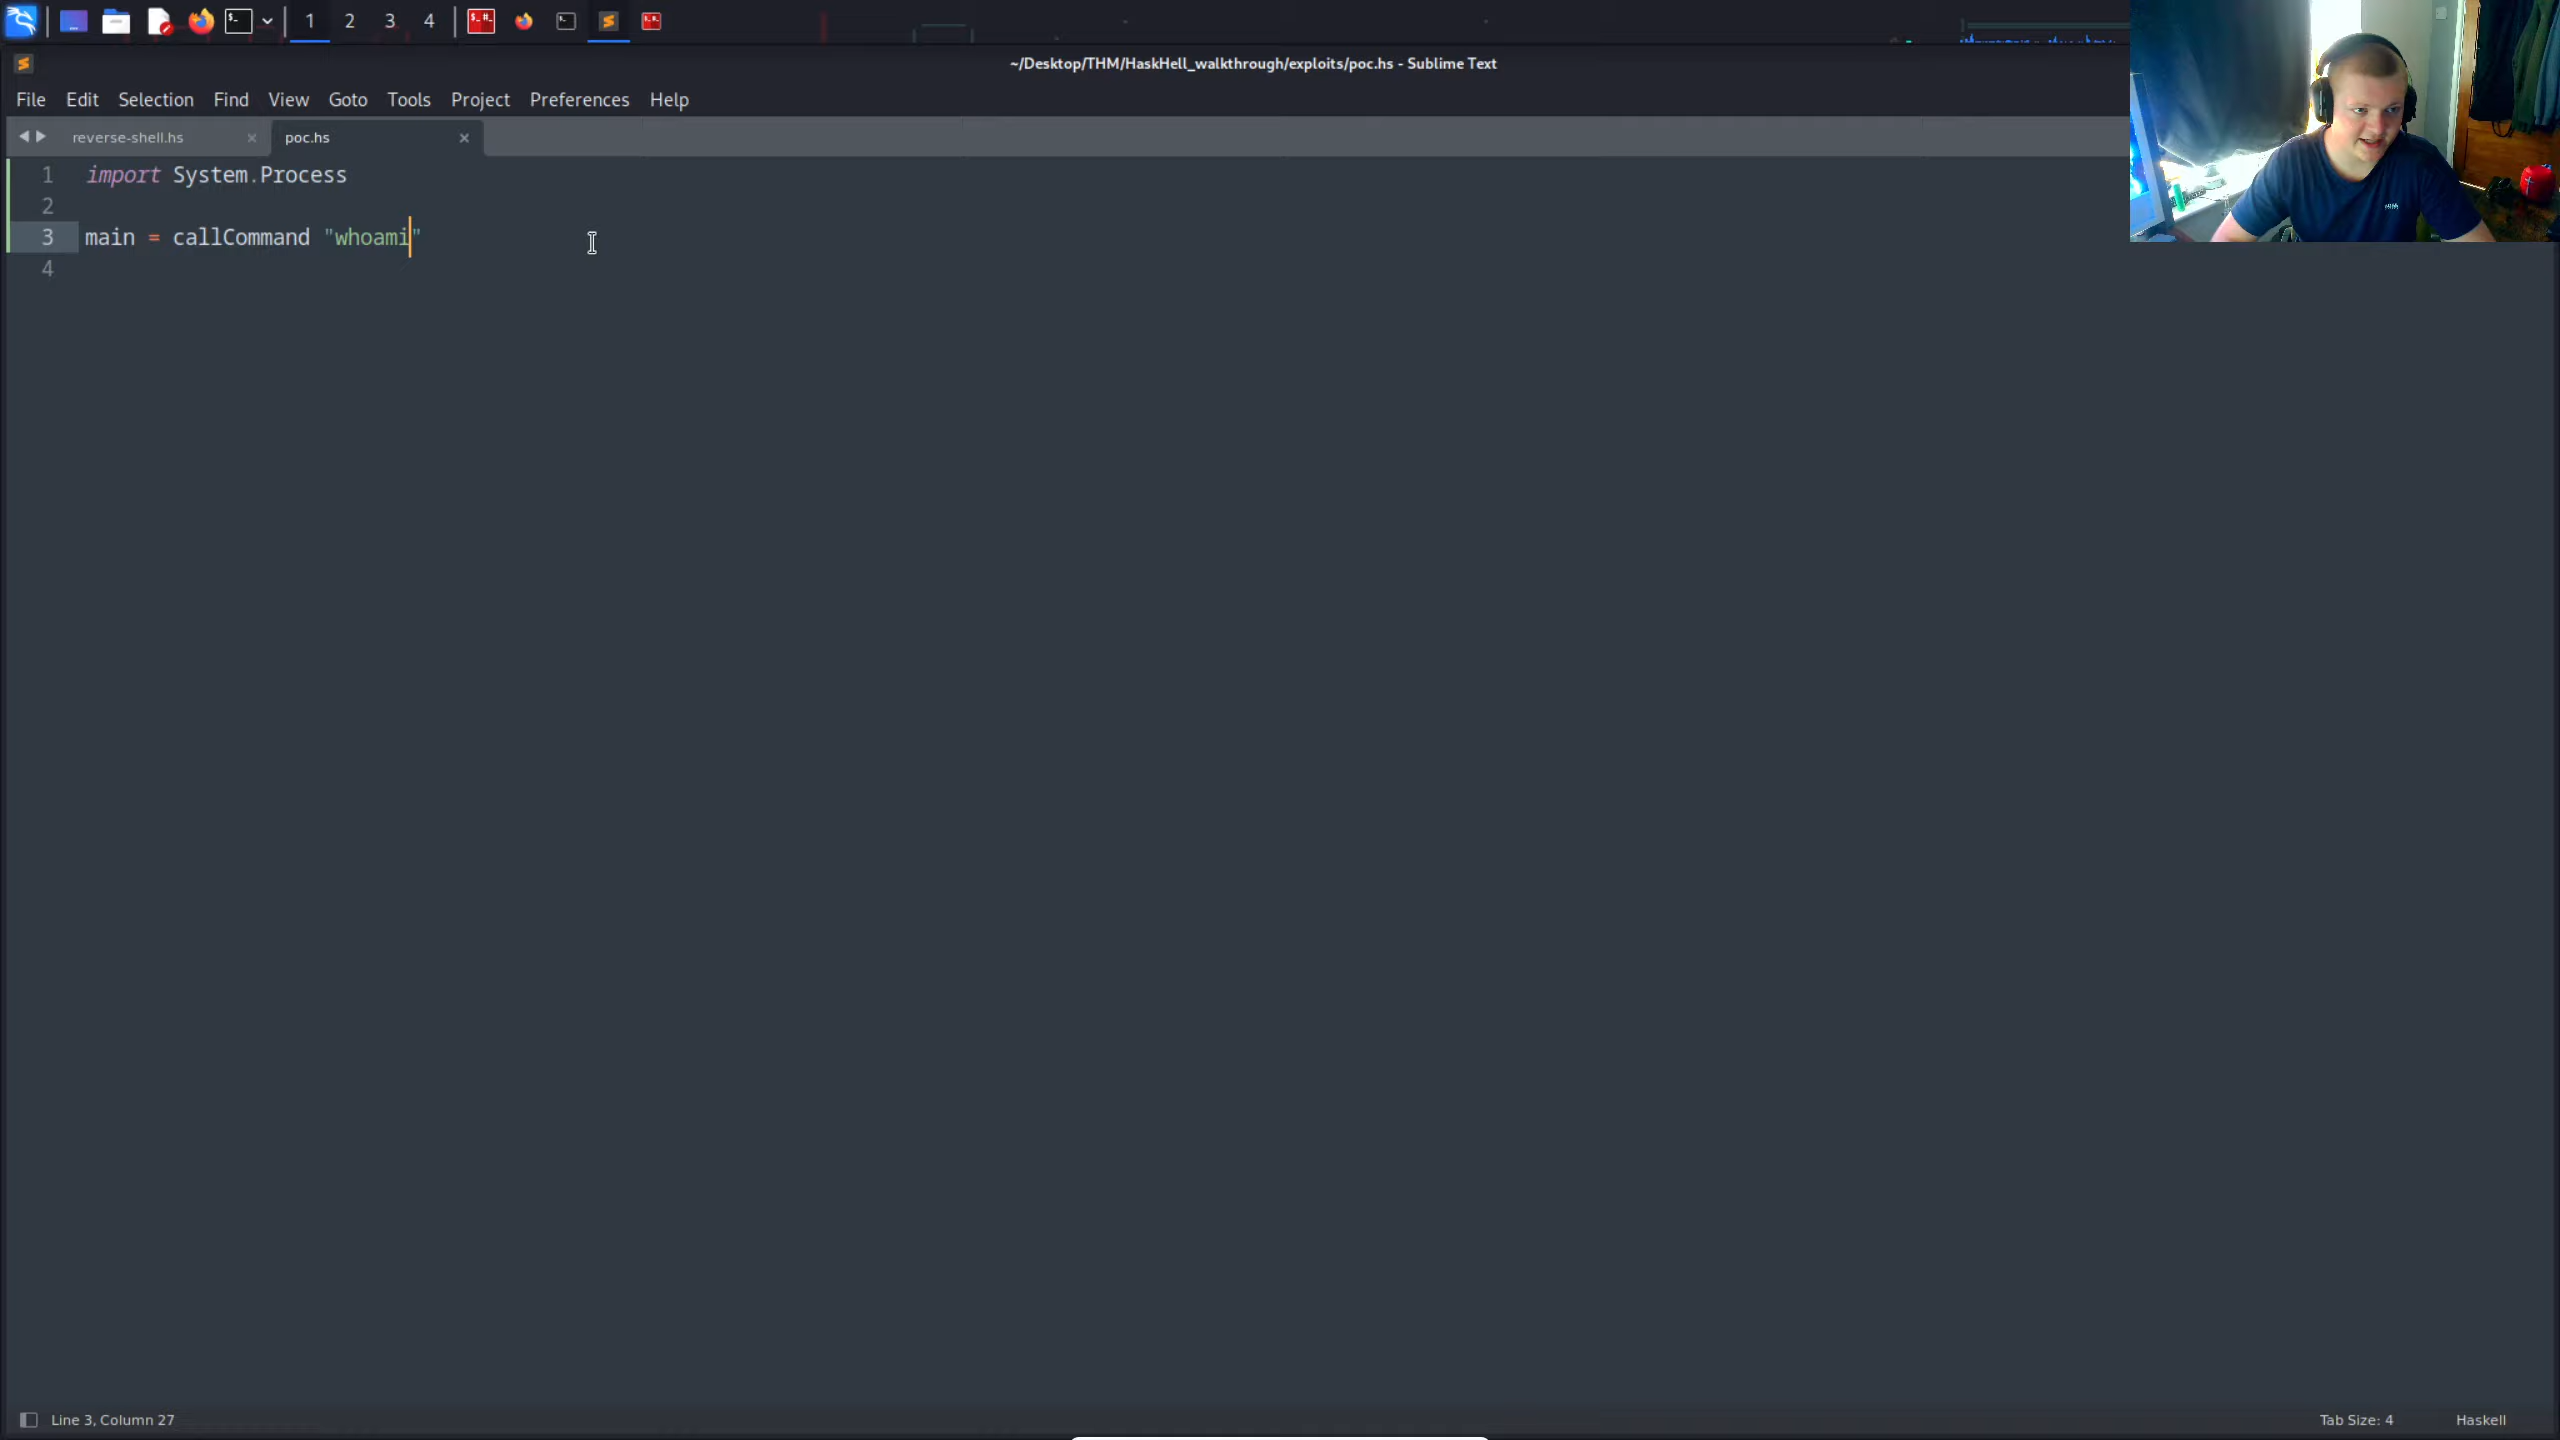 1 2 3 4
~/Desktop/THM/HaskHell_walkthrough/exploits/poc.hs - Sublime Text
File Edit Selection Find View Goto Tools Project Preferences Help
reverse-shell.hs × poc.hs ×
1 import System.Process
2
3 main = callCommand "whoami"
4
Line 3, Column 27 Tab Size: 4 Haskell